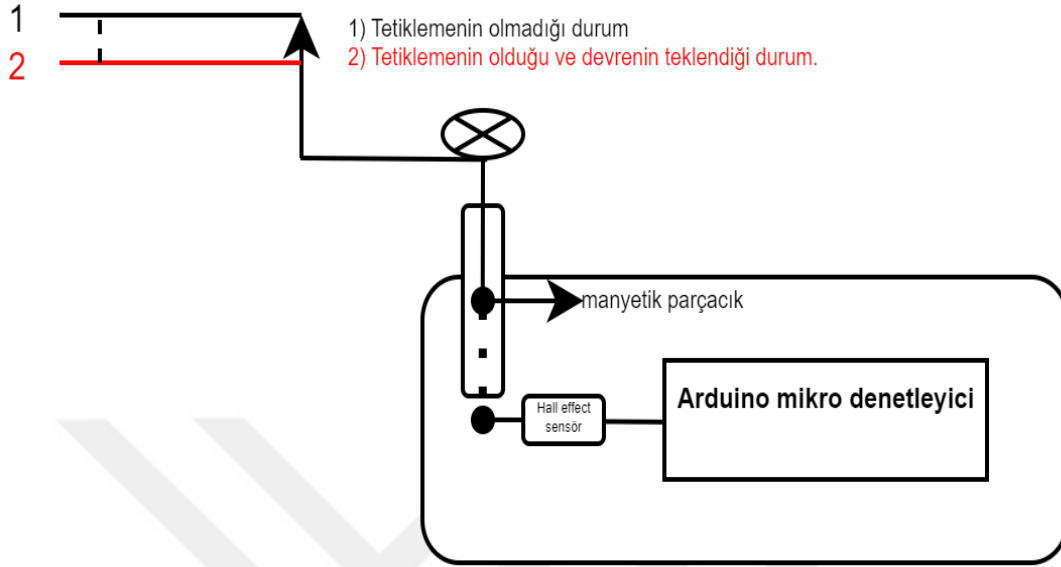 1
2
1) Tetiklemenin olmadığı durum
2) Tetiklemenin olduğu ve devrenin teklendiği durum.
manyetik parçacık
Arduino mikro denetleyici
Hall effect
sensör